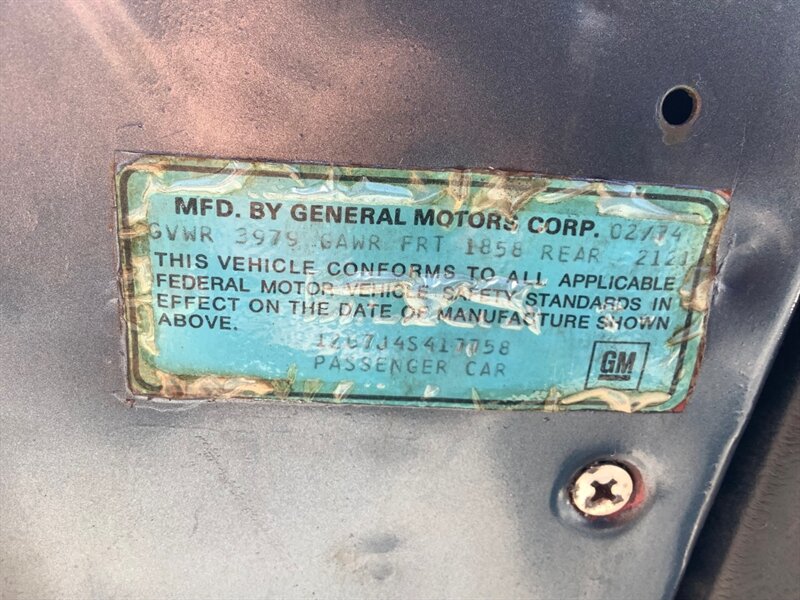 MFD. BY GENERAL MOTORS CORP. 02/74
GVWR 3979 GAWR FRT 1858 REAR 2121
THIS VEHICLE CONFORMS TO ALL APPLICABLE
FEDERAL MOTOR VEHICLE SAFETY STANDARDS IN
EFFECT ON THE DATE OF MANUFACTURE SHOWN
ABOVE.
1Z67J4S417758
PASSENGER CAR
GM